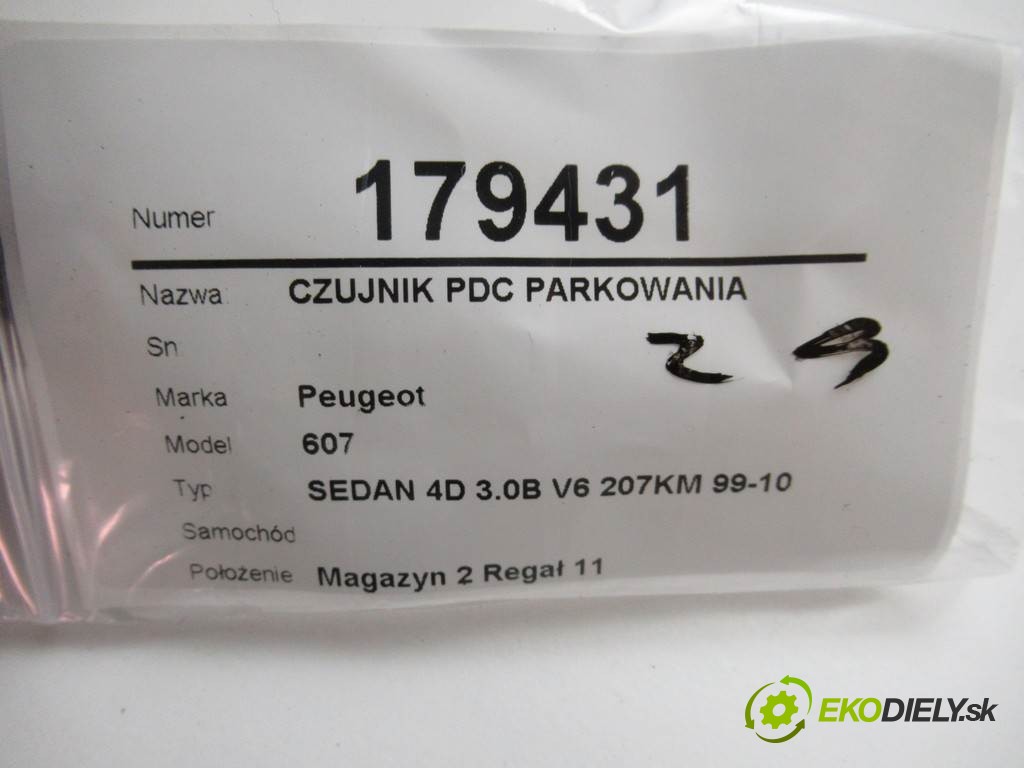 Numer 179431
Nazwa: CZUJNIK PDC PARKOWANIA
Sn
Marka Peugeot
Model 607
Typ SEDAN 4D 3.0B V6 207KM 99-10
Samochód
Położenie Magazyn 2 Regał 11
EKODIELY.sk